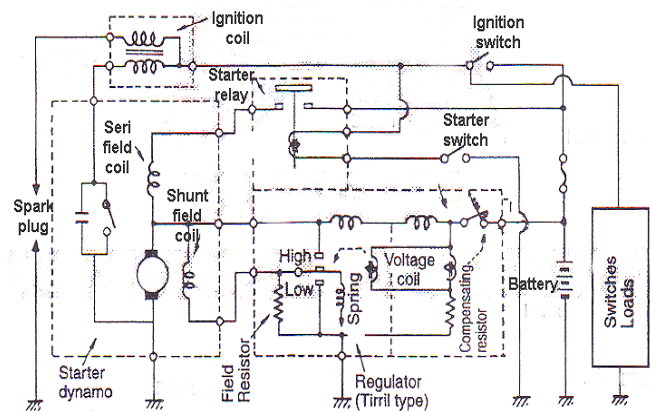 Ignition
coil
Ignition
switch
Starter
relay
Starter
switch
Seri
field
coil
Shunt
field
coil
Spark
plug
High
Low
Voltage
coil
Spring
Compensating
resistor
Battery
Switches
Loads
Starter
dynamo
Field
Resistor
Regulator
(Tirril type)